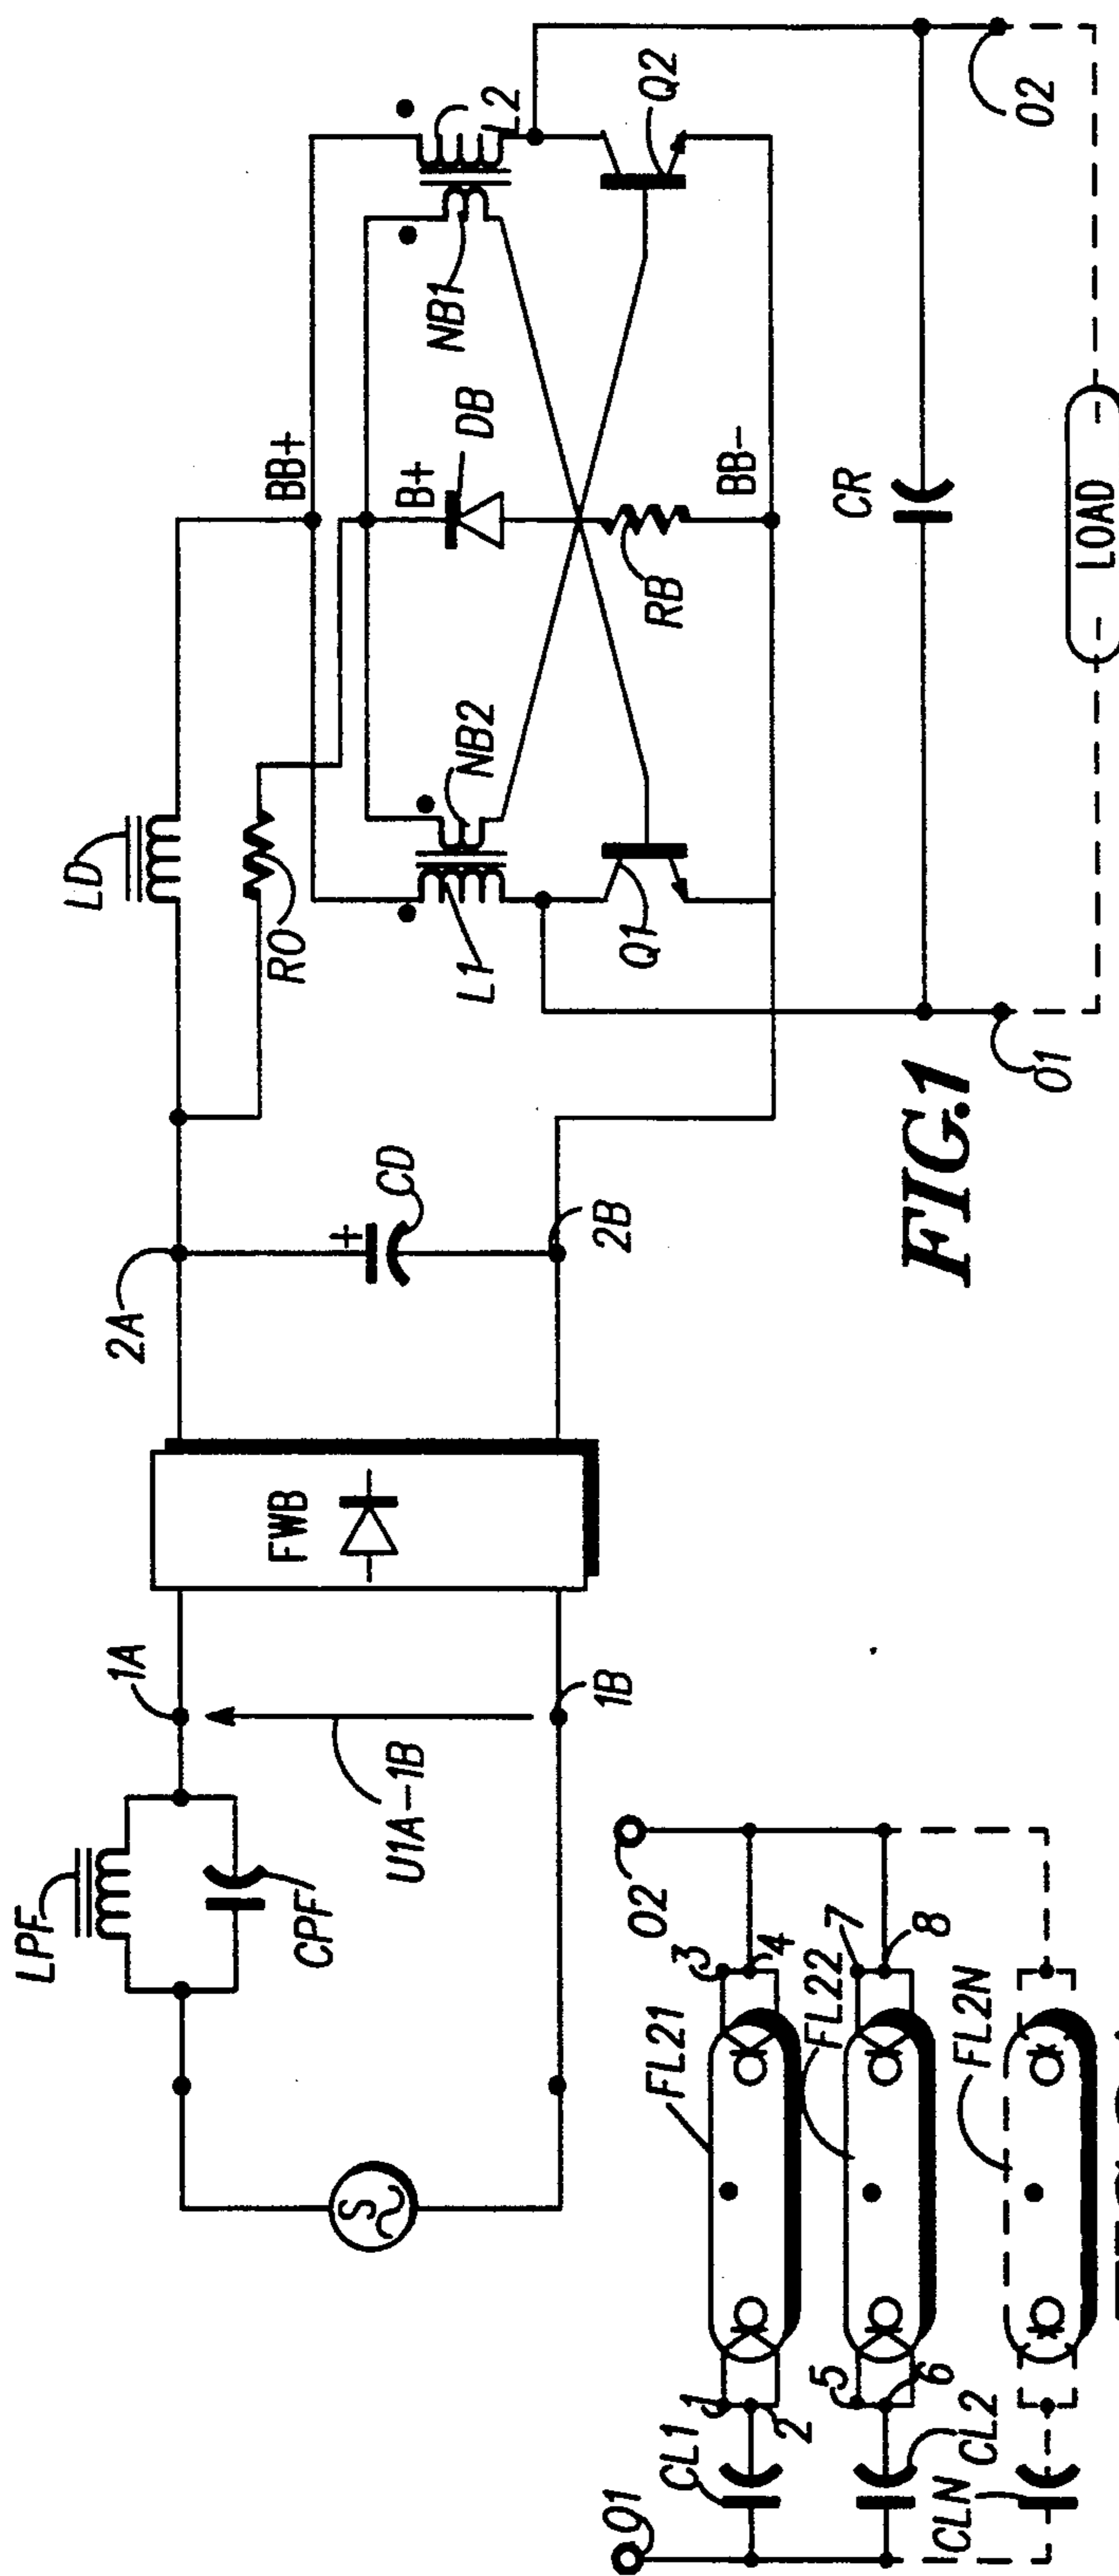 LPF
CPF
1A
S
U1A-1B
1B
FWB
2A
+
CD
2B
LD
RO
BB+
B+
DB
NB1
L2
Q2
NB2
L1
Q1
RB
BB-
CR
O1
O2
LOAD
FIG.1
O1
O2
CL1
1
2
3
4
FL21
CL2
5
6
7
8
FL22
CLN
FL2N